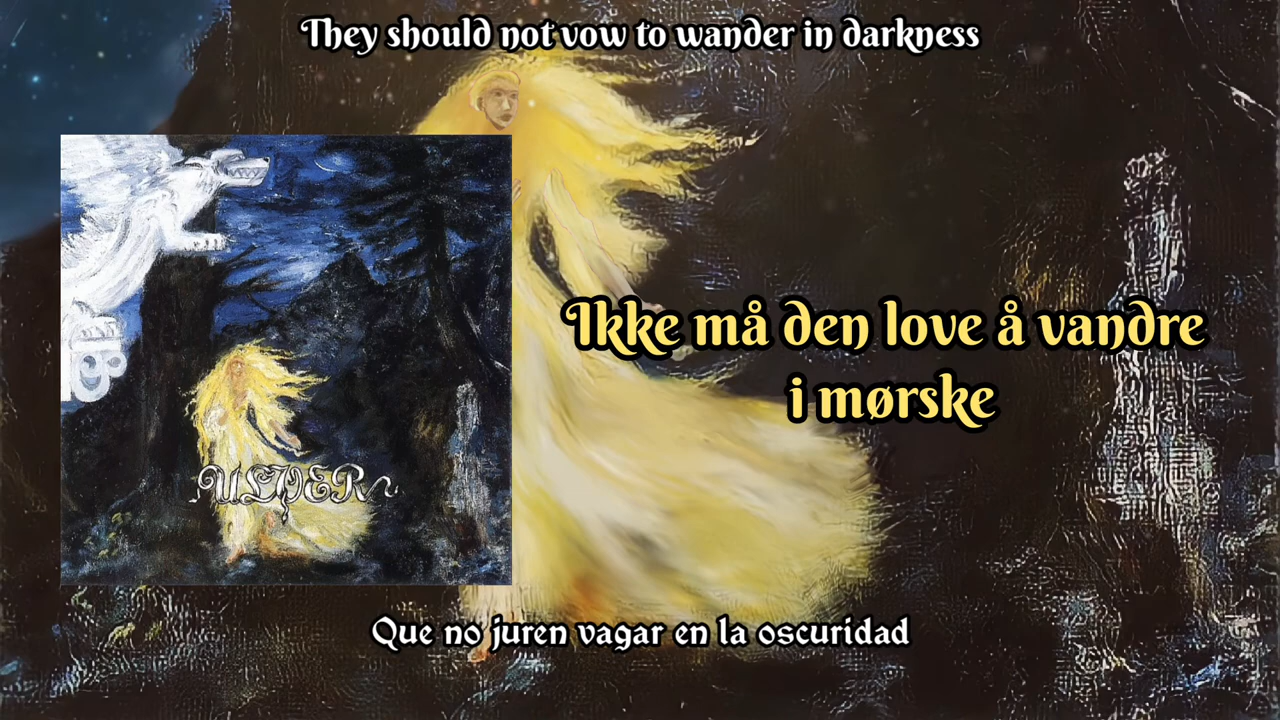 They should not vow to wander in darkness
Ikke må den love å vandre
i mørske
ULVER
Que no juren vagar en la oscuridad